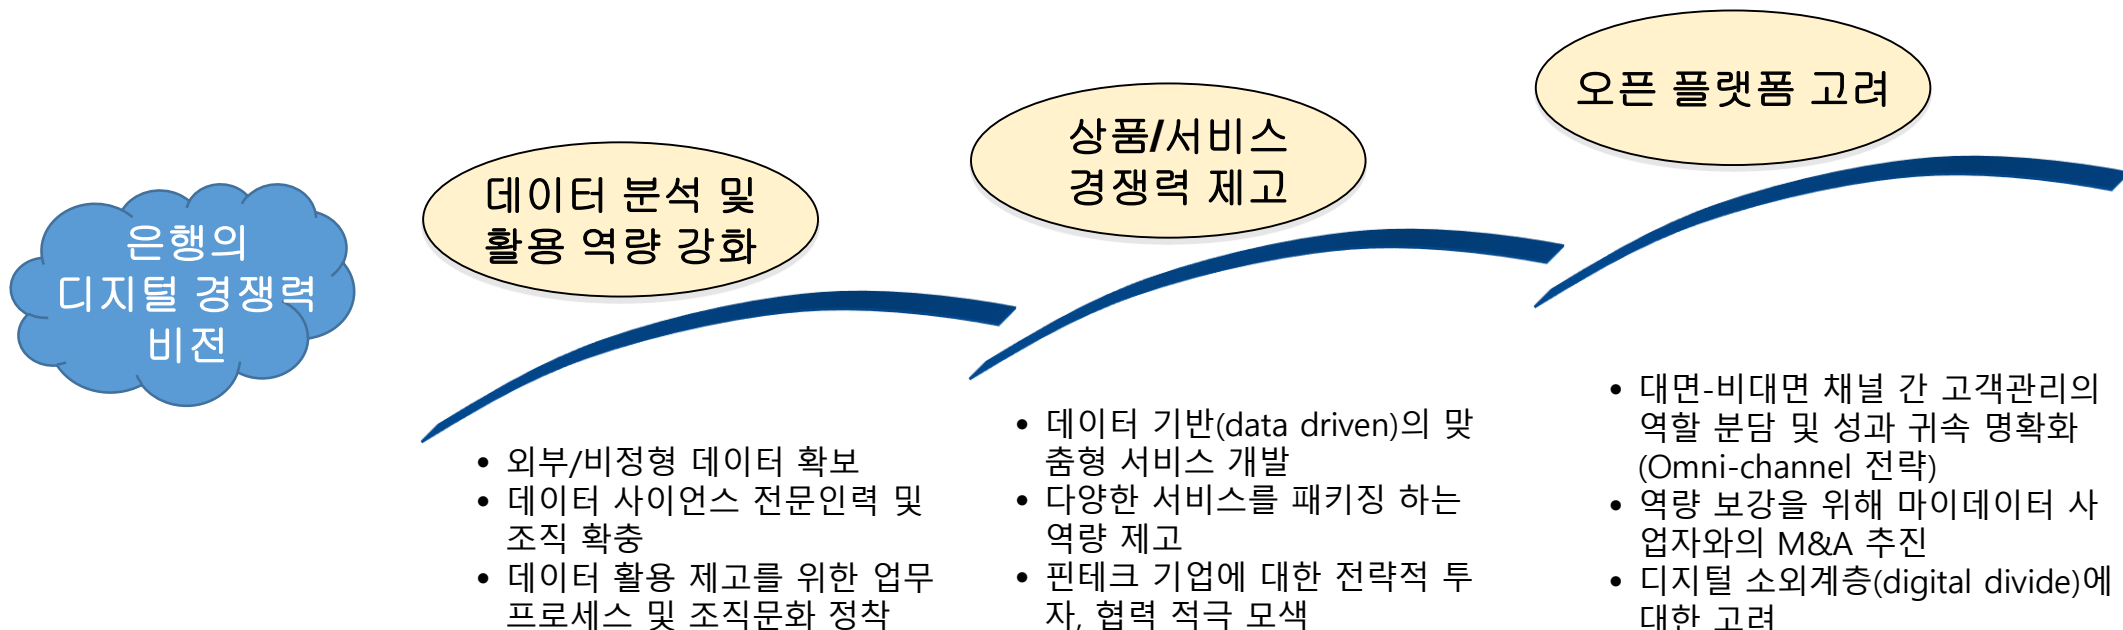 은행의
디지털 경쟁력
비전
데이터 분석 및
활용 역량 강화
• 외부/비정형 데이터 확보
• 데이터 사이언스 전문인력 및
조직 확충
• 데이터 활용 제고를 위한 업무
프로세스 및 조직문화 정착
상품/서비스
경쟁력 제고
• 데이터 기반(data driven)의 맞
춤형 서비스 개발
• 다양한 서비스를 패키징 하는
역량 제고
• 핀테크 기업에 대한 전략적 투
자, 협력 적극 모색
오픈 플랫폼 고려
• 대면-비대면 채널 간 고객관리의
역할 분담 및 성과 귀속 명확화
(Omni-channel 전략)
• 역량 보강을 위해 마이데이터 사
업자와의 M&A 추진
• 디지털 소외계층(digital divide)에
대한 고려